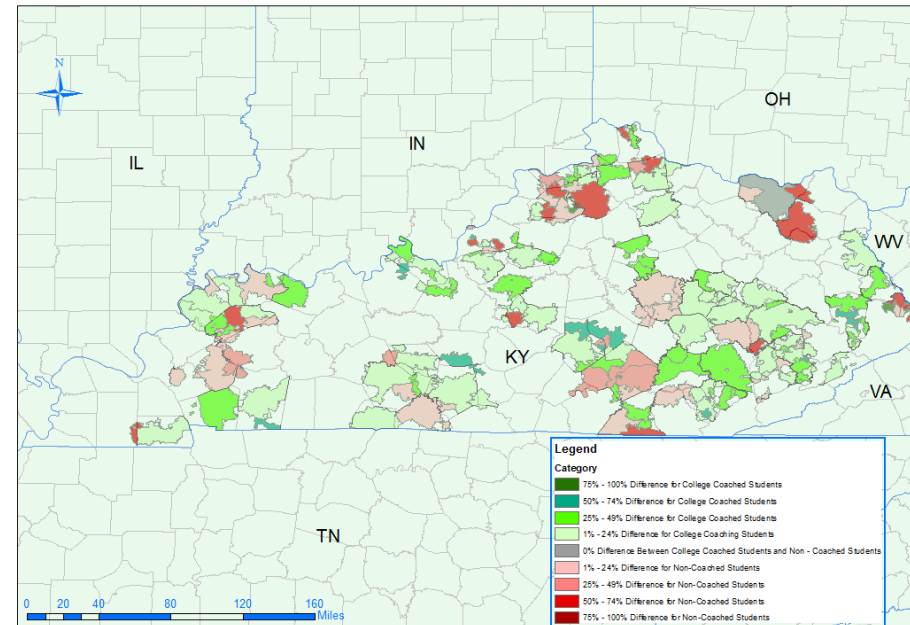 N
OH
IN
IL
WV
KY
VA
TN
Legend
Category
75% - 100% Difference for College Coached Students
50% - 74% Difference for College Coached Students
25% - 49% Difference for College Coached Students
1% - 24% Difference for College Coaching Students
0% Difference Between College Coached Students and Non - Coached Students
1% - 24% Difference for Non-Coached Students
25% - 49% Difference for Non-Coached Students
50% - 74% Difference for Non-Coached Students
75% - 100% Difference for Non-Coached Students
0 20 40 80 120 160
Miles